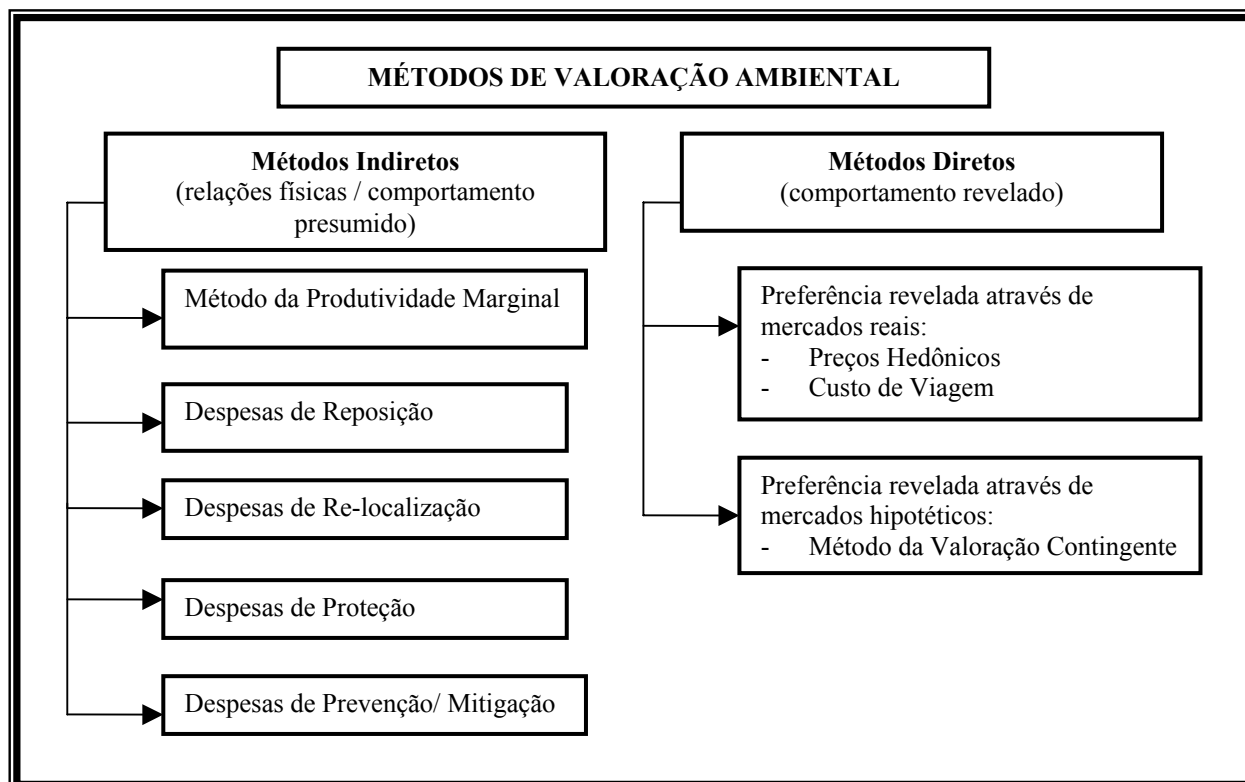 MÉTODOS DE VALORAÇÃO AMBIENTAL
Métodos Indiretos
(relações físicas / comportamento
presumido)
Método da Produtividade Marginal
Despesas de Reposição
Despesas de Re-localização
Despesas de Proteção
Despesas de Prevenção/ Mitigação
Métodos Diretos
(comportamento revelado)
Preferência revelada através de
mercados reais:
- Preços Hedônicos
- Custo de Viagem
Preferência revelada através de
mercados hipotéticos:
- Método da Valoração Contingente